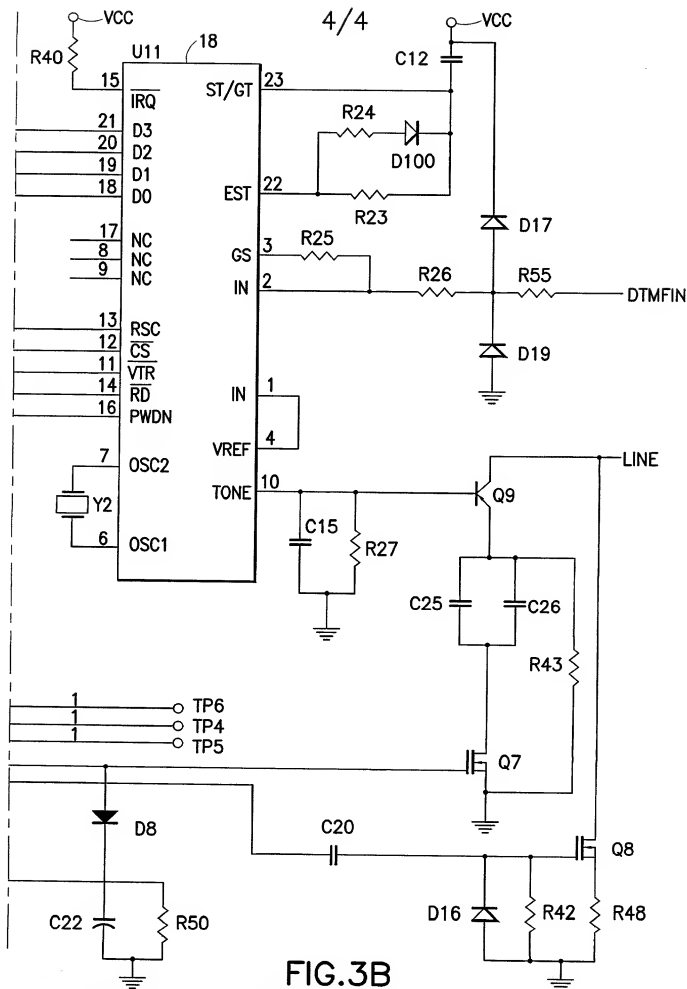 4/4
VCC
VCC
R40
U11
18
C12
15
IRQ
ST/GT
23
R24
21
D3
20
D2
D100
19
D1
18
D0
EST
22
R23
17
NC
D17
8
NC
GS
3
R25
9
NC
IN
2
R26
R55
DTMFIN
13
RSC
12
CS
D19
11
VTR
14
RD
IN
1
16
PWDN
VREF
4
7
OSC2
LINE
TONE
10
Q9
Y2
C15
R27
6
OSC1
C25
C26
R43
1
TP6
1
TP4
1
TP5
Q7
D8
C20
Q8
C22
R50
D16
R42
R48
FIG.3B